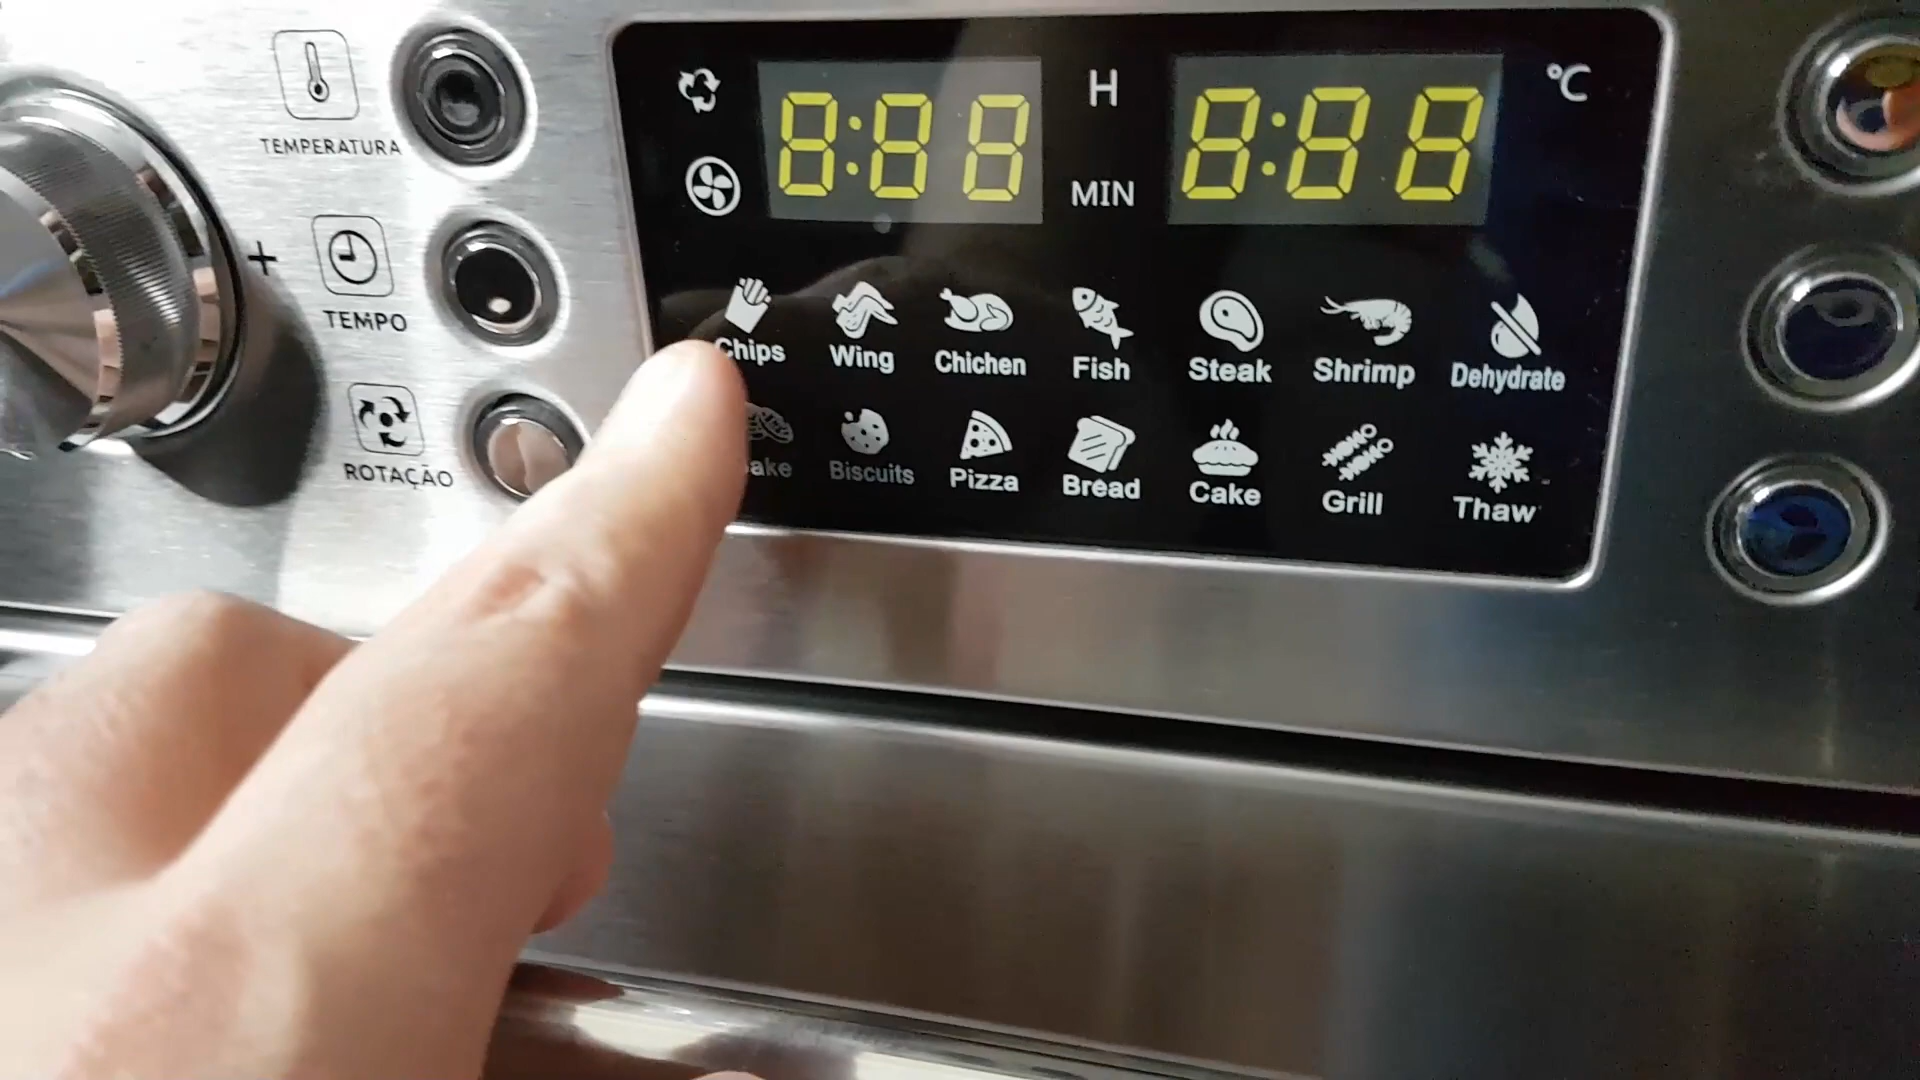 TEMPERATURA
+ TEMPO
ROTAÇÃO
8:88 H MIN 8:88 °C
Chips Wing Chichen Fish Steak Shrimp Dehydrate
Biscuits Pizza Bread Cake Grill Thaw